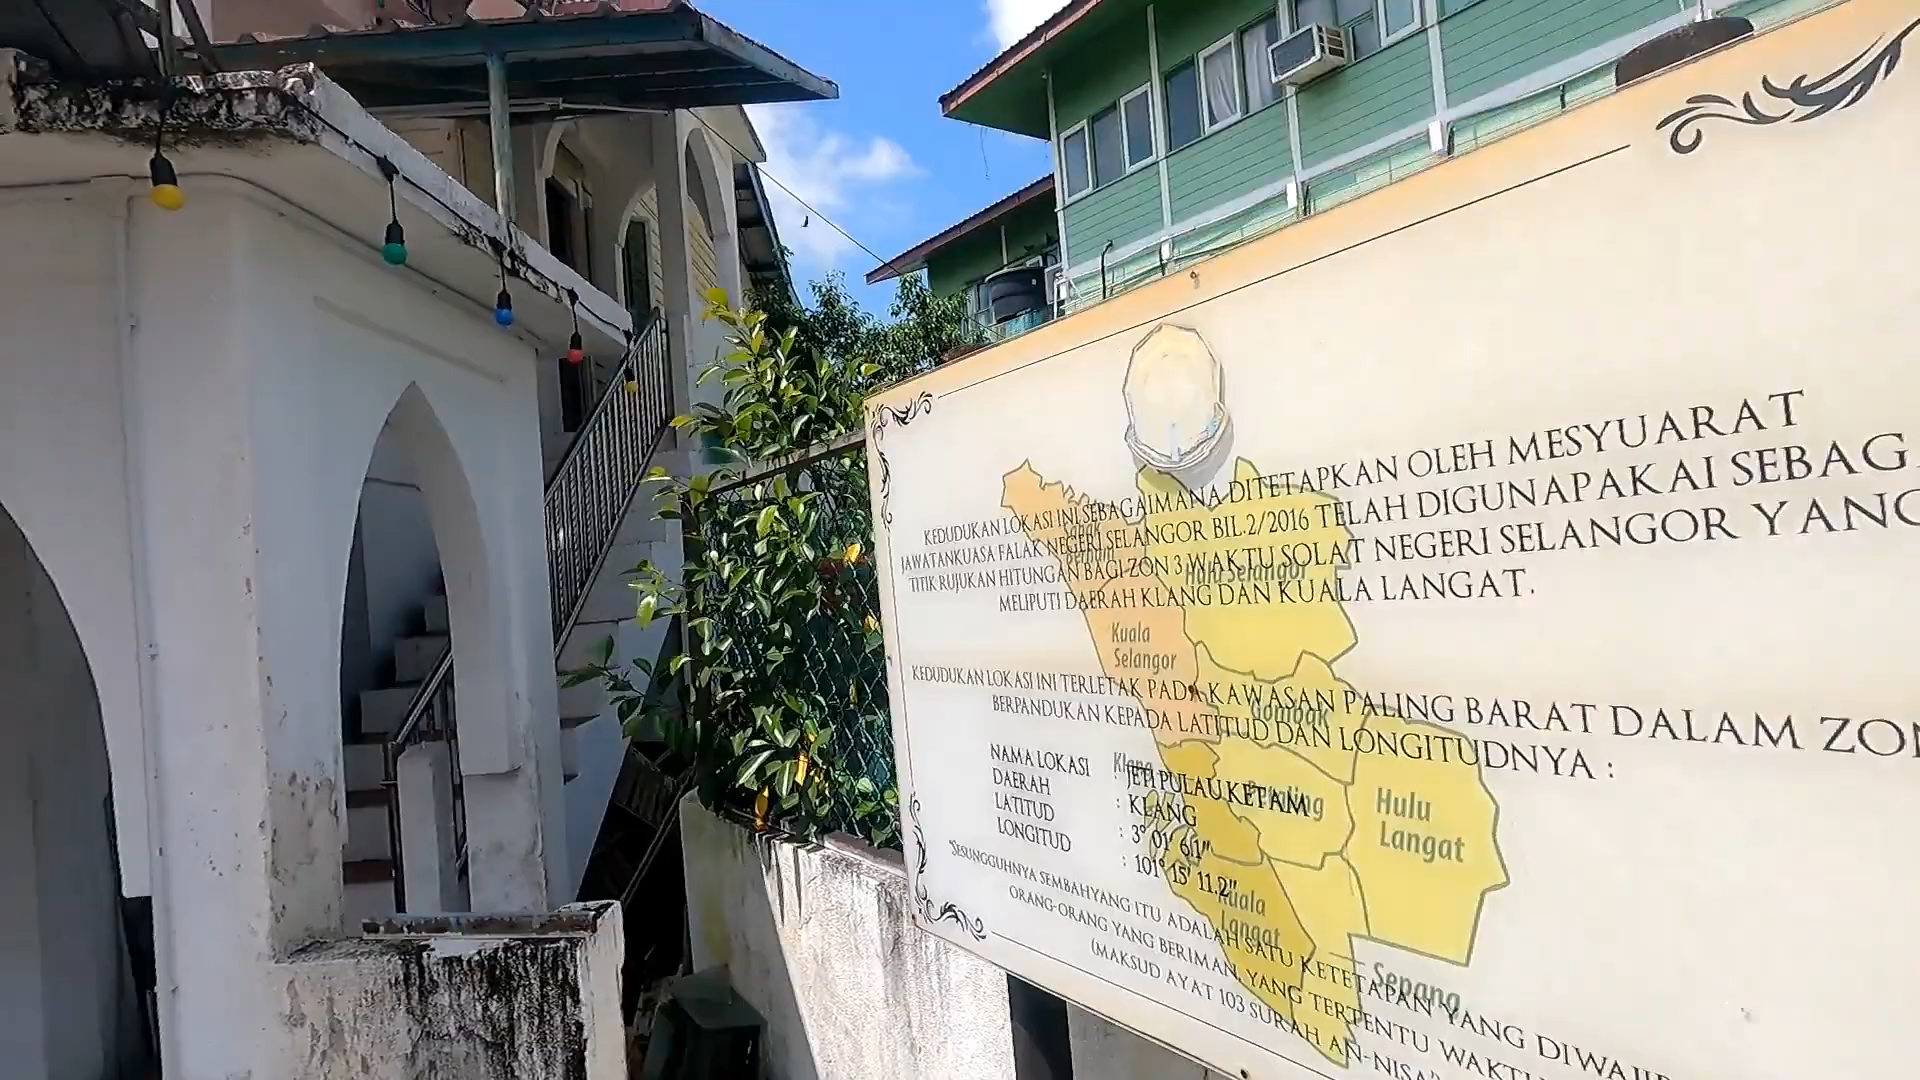 KEDUDUKAN LOKASI INI SEBAGAIMANA DITETAPKAN OLEH MESYUARAT
JAWATANKUASA FALAK NEGERI SELANGOR BIL.2/2016 TELAH DIGUNAPAKAI SEBAG
TITIK RUJUKAN HITUNGAN BAGI ZON 3 WAKTU SOLAT NEGERI SELANGOR YANG
MELIPUTI DAERAH KLANG DAN KUALA LANGAT.
Hulu Selangor
Kuala
Selangor
KEDUDUKAN LOKASI INI TERLETAK PADA KAWASAN PALING BARAT DALAM ZON
BERPANDUKAN KEPADA LATITUD DAN LONGITUDNYA :
Gombak
NAMA LOKASI : JETI PULAU KETAM
DAERAH : KLANG
LATITUD : 3° 01' 6.1"
LONGITUD : 101° 15' 11.2"
Klang
Petaling
Hulu
Langat
Kuala
Langat
Sepang
"SESUNGGUHNYA SEMBAHYANG ITU ADALAH SATU KETETAPAN YANG DIWAJIB
ORANG-ORANG YANG BERIMAN, YANG TERTENTU WAKTU
(MAKSUD AYAT 103 SURAH AN-NISA'